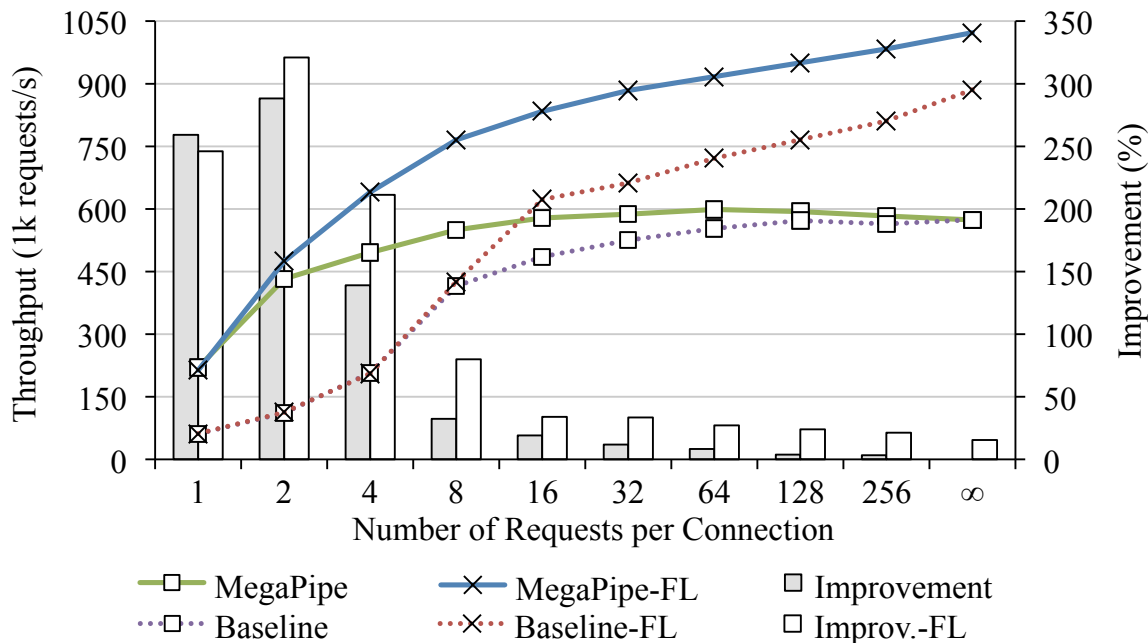 Throughput (1k requests/s)
1050
900
750
600
450
300
150
0
350
300
250
200
150
100
50
0
Improvement (%)
1 2 4 8 16 32 64 128 256 ∞
Number of Requests per Connection
MegaPipe MegaPipe-FL Improvement
Baseline Baseline-FL Improv.-FL